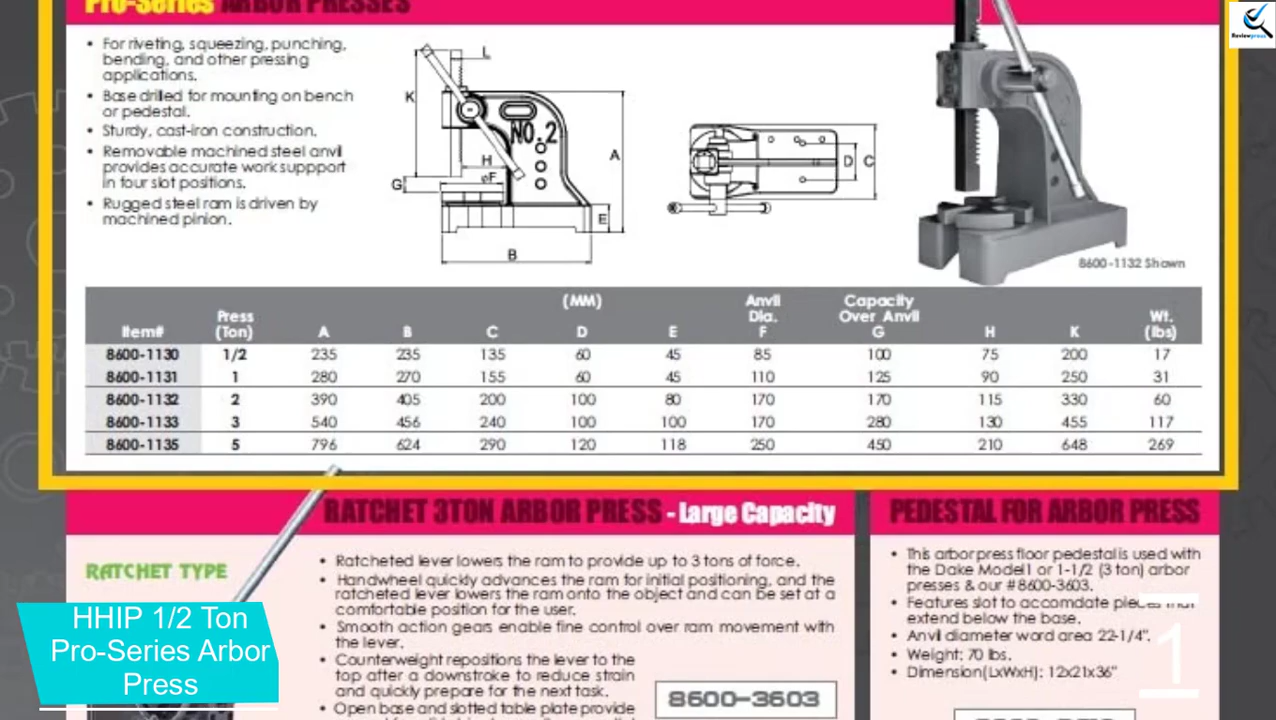 Pro-Series ARBOR PRESSES
Reviewpress
• For riveting, squeezing, punching,
bending, and other pressing
applications.
• Base drilled for mounting on bench
or pedestal.
• Sturdy, cast-iron construction.
• Removable machined steel anvil
provides accurate work suppport
in four slot positions.
• Rugged steel ram is driven by
machined pinion.
L
K
NO.2
A
H
øF
G
E
B
D
C
8600-1132 Shown
(MM)
Item# Press (Ton) A B C D E Anvil Dia. F Capacity Over Anvil G H K Wt. (lbs)
8600-1130 1/2 235 235 135 60 45 85 100 75 200 17
8600-1131 1 280 270 155 60 45 110 125 90 250 31
8600-1132 2 390 405 200 100 80 170 170 115 330 60
8600-1133 3 540 456 240 100 100 170 280 130 455 117
8600-1135 5 796 624 290 120 118 250 450 210 648 269
RATCHET 3TON ARBOR PRESS - Large Capacity
RATCHET TYPE
• Ratcheted lever lowers the ram to provide up to 3 tons of force.
• Handwheel quickly advances the ram for initial positioning, and the
ratcheted lever lowers the ram onto the object and can be set at a
comfortable position for the user.
• Smooth action gears enable fine control over ram movement with
the lever.
• Counterweight repositions the lever to the
top after a downstroke to reduce strain
and quickly prepare for the next task.
• Open base and slotted table plate provide
8600-3603
PEDESTAL FOR ARBOR PRESS
• This arbor press floor pedestal is used with
the Dake Model1 or 1-1/2 (3 ton) arbor
presses & our #8600-3603.
• Features slot to accomdate pieces that
extend below the base.
• Anvil diameter word area 22-1/4".
• Weight: 70 lbs.
• Dimension(LxWxH): 12x21x36"
HHIP 1/2 Ton
Pro-Series Arbor
Press
1